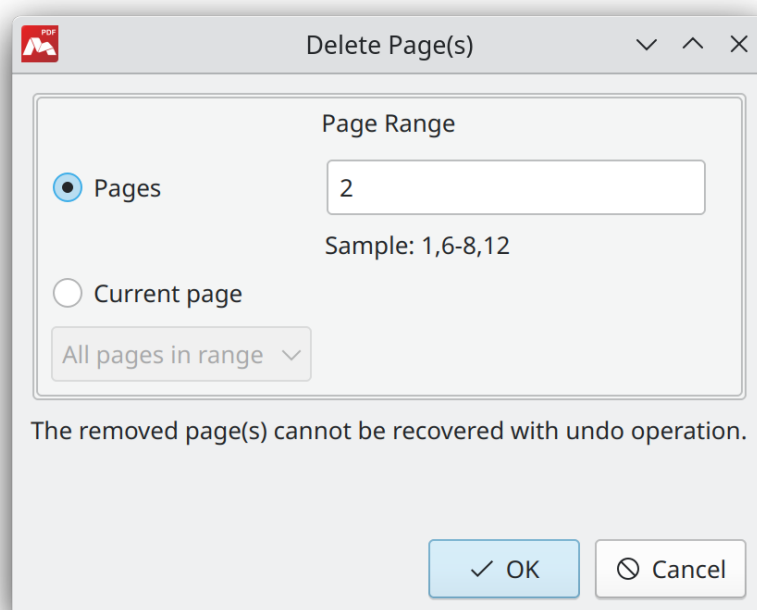 PDF
Delete Page(s)
Page Range
Pages
2
Sample: 1,6-8,12
Current page
All pages in range
The removed page(s) cannot be recovered with undo operation.
OK
Cancel